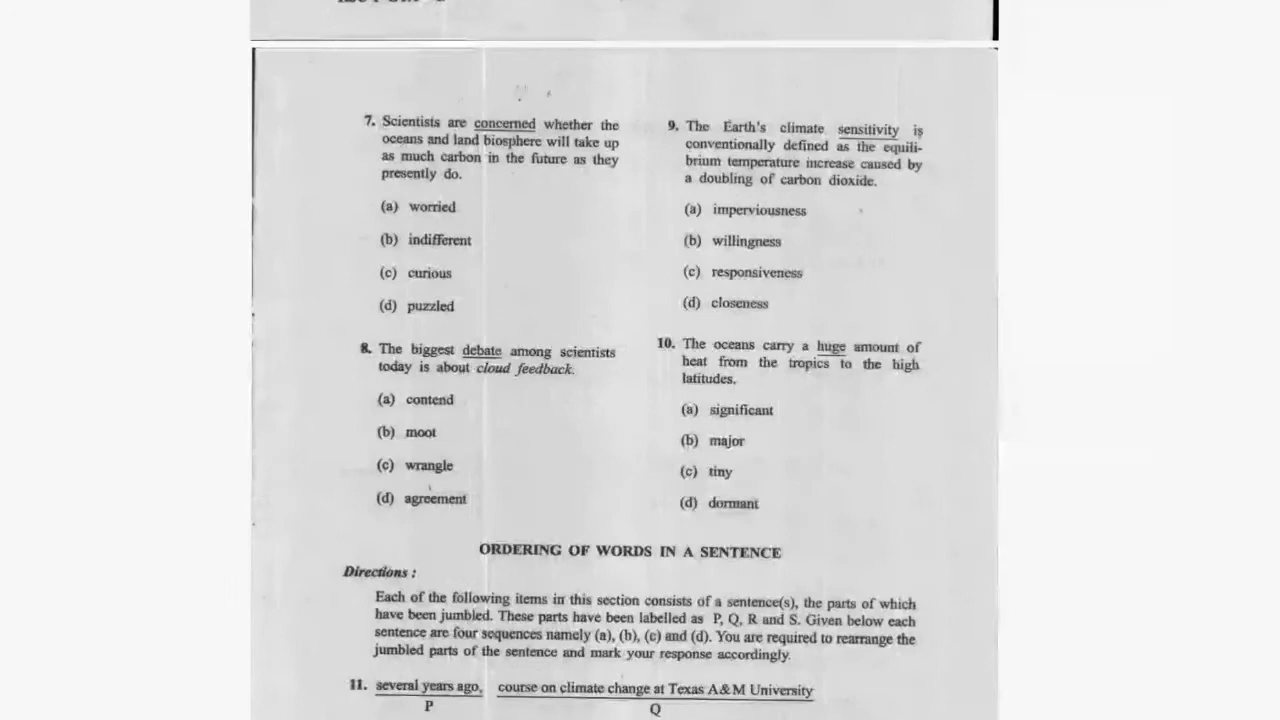 7. Scientists are concerned whether the
oceans and land biosphere will take up
as much carbon in the future as they
presently do.
(a) worried
(b) indifferent
(c) curious
(d) puzzled
8. The biggest debate among scientists
today is about cloud feedback.
(a) contend
(b) moot
(c) wrangle
(d) agreement
9. The Earth's climate sensitivity is
conventionally defined as the equili-
brium temperature increase caused by
a doubling of carbon dioxide.
(a) imperviousness
(b) willingness
(c) responsiveness
(d) closeness
10. The oceans carry a huge amount of
heat from the tropics to the high
latitudes.
(a) significant
(b) major
(c) tiny
(d) dormant
ORDERING OF WORDS IN A SENTENCE
Directions :
Each of the following items in this section consists of a sentence(s), the parts of which
have been jumbled. These parts have been labelled as P, Q, R and S. Given below each
sentence are four sequences namely (a), (b), (c) and (d). You are required to rearrange the
jumbled parts of the sentence and mark your response accordingly.
11. several years ago, course on climate change at Texas A&M University
P Q